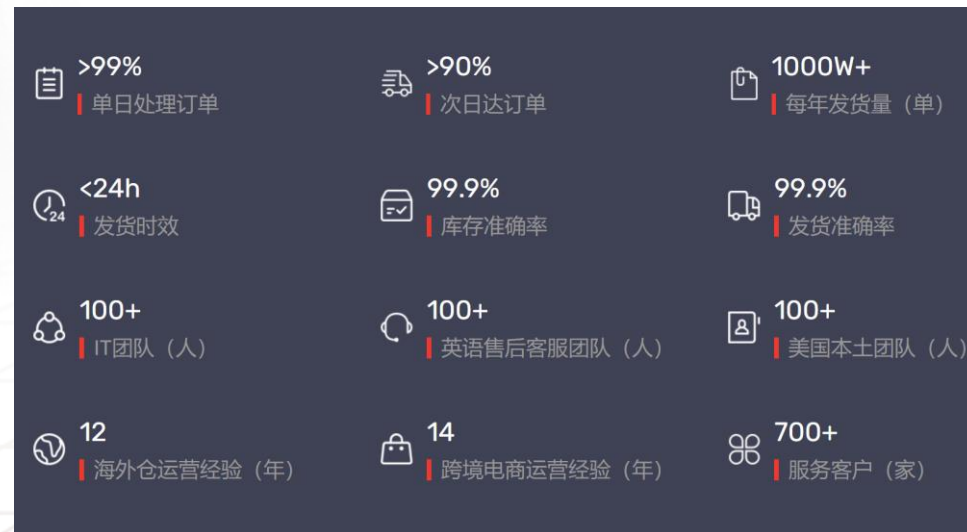 >99%
单日处理订单
>90%
次日达订单
1000W+
每年发货量（单）
<24h
24
发货时效
99.9%
库存准确率
99.9%
发货准确率
100+
IT团队（人）
100+
英语售后客服团队（人）
100+
美国本土团队（人）
12
海外仓运营经验（年）
14
跨境电商运营经验（年）
700+
服务客户（家）